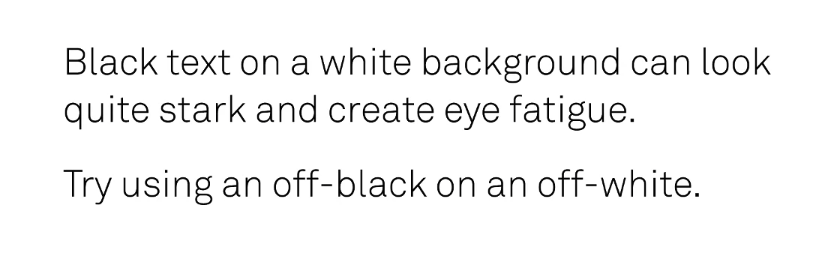 Black text on a white background can look
quite stark and create eye fatigue.
Try using an off-black on an off-white.